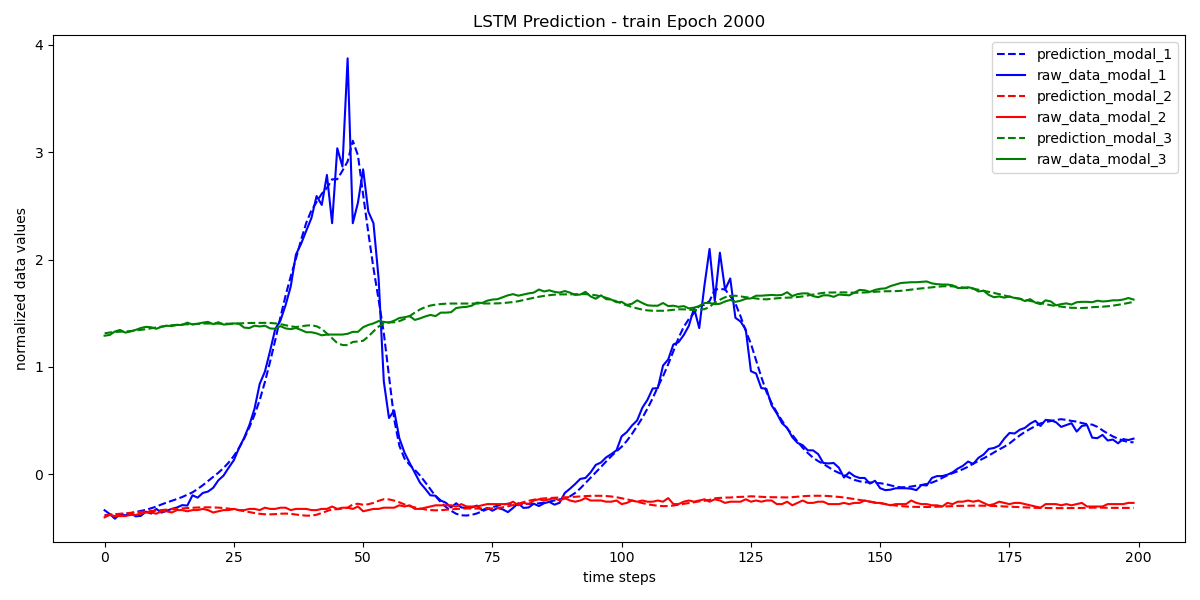 LSTM Prediction - train Epoch 2000
prediction_modal_1
raw_data_modal_1
prediction_modal_2
raw_data_modal_2
prediction_modal_3
raw_data_modal_3
normalized data values
4
3
2
1
0
0 25 50 75 100 125 150 175 200
time steps